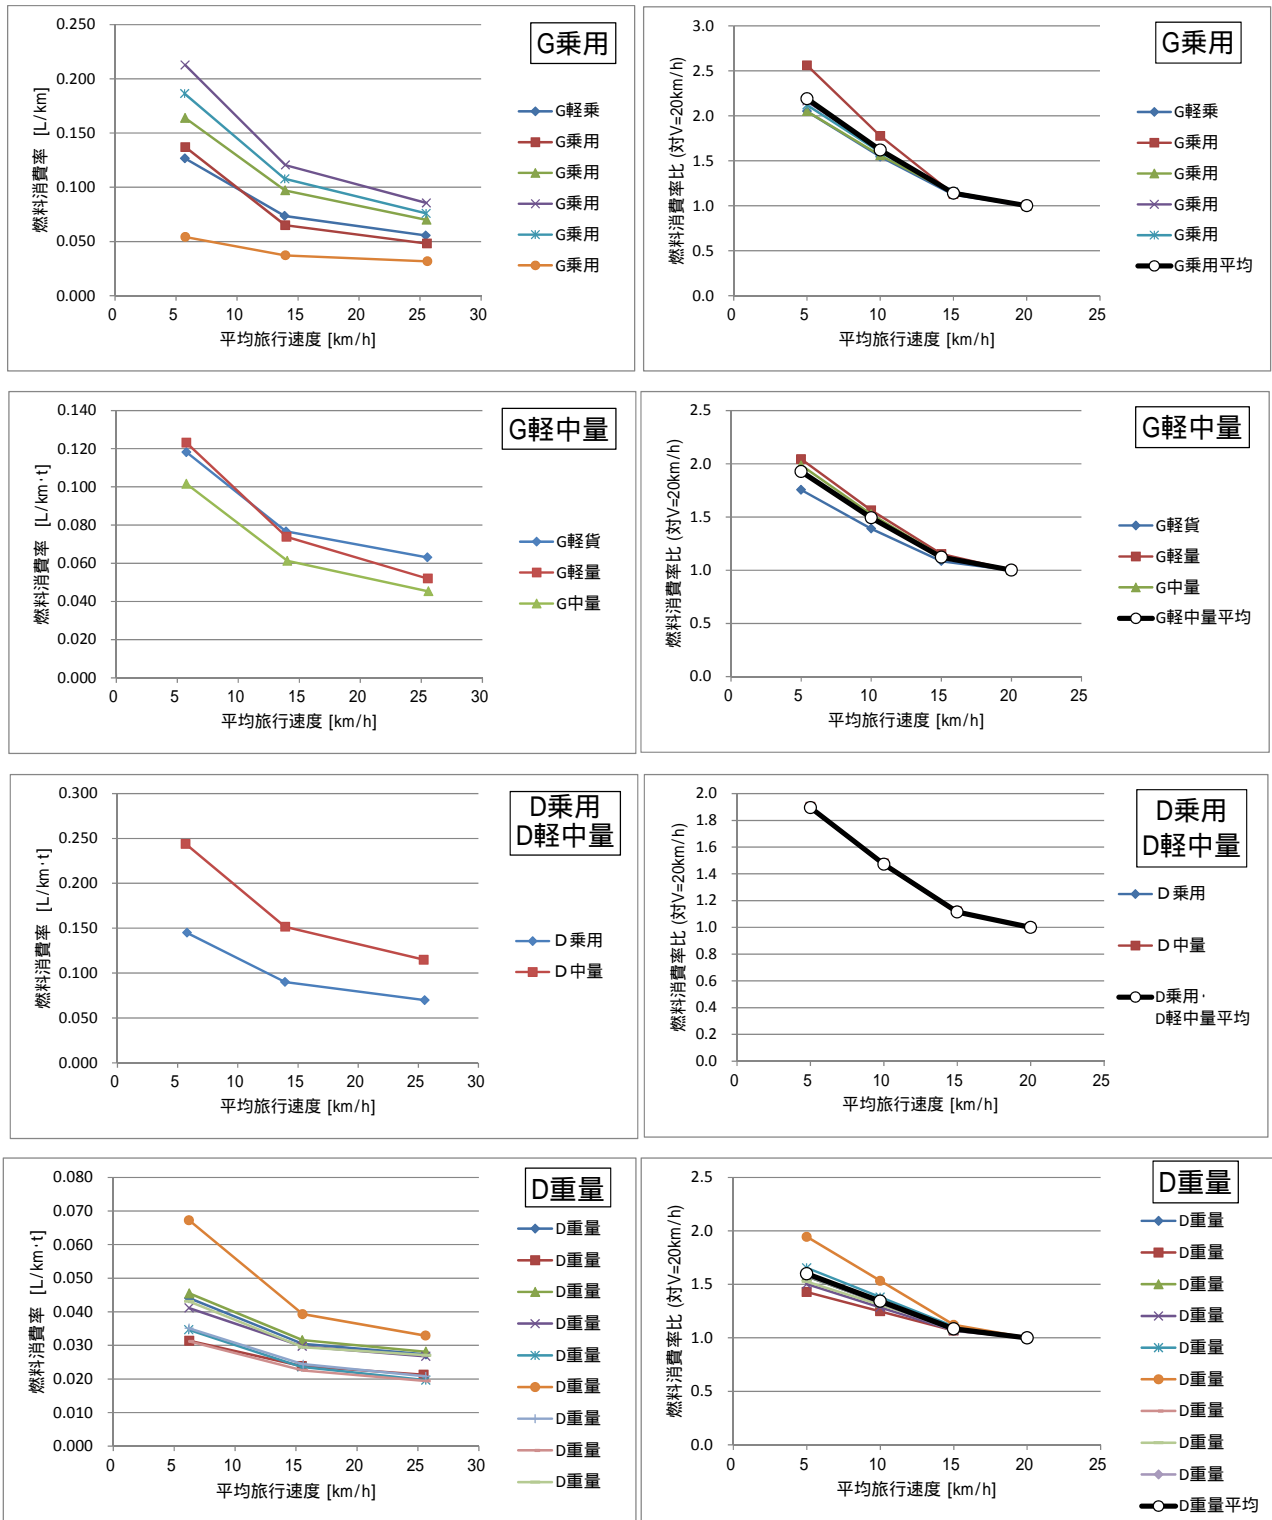 G乗用
0.250
0.200
0.150
0.100
0.050
0.000
0 5 10 15 20 25 30
燃料消費率 [L/km]
平均旅行速度 [km/h]
G軽乗
G乗用
G乗用
G乗用
G乗用
G乗用
G乗用
3.0
2.5
2.0
1.5
1.0
0.5
0.0
0 5 10 15 20 25
燃料消費率比 (対V=20km/h)
平均旅行速度 [km/h]
G軽乗
G乗用
G乗用
G乗用
G乗用
G乗用平均
G軽中量
0.140
0.120
0.100
0.080
0.060
0.040
0.020
0.000
0 5 10 15 20 25 30
燃料消費率 [L/km·t]
平均旅行速度 [km/h]
G軽貨
G軽量
G中量
G軽中量
2.5
2.0
1.5
1.0
0.5
0.0
0 5 10 15 20 25
燃料消費率比 (対V=20km/h)
平均旅行速度 [km/h]
G軽貨
G軽量
G中量
G軽中量平均
D乗用
D軽中量
0.300
0.250
0.200
0.150
0.100
0.050
0.000
0 5 10 15 20 25 30
燃料消費率 [L/km·t]
平均旅行速度 [km/h]
D乗用
D中量
D乗用
D軽中量
2.0
1.8
1.6
1.4
1.2
1.0
0.8
0.6
0.4
0.2
0.0
0 5 10 15 20 25
燃料消費率比 (対V=20km/h)
平均旅行速度 [km/h]
D乗用
D中量
D乗用·
D軽中量平均
D重量
0.080
0.070
0.060
0.050
0.040
0.030
0.020
0.010
0.000
0 5 10 15 20 25 30
燃料消費率 [L/km·t]
平均旅行速度 [km/h]
D重量
D重量
D重量
D重量
D重量
D重量
D重量
D重量
D重量
D重量
2.5
2.0
1.5
1.0
0.5
0.0
0 5 10 15 20 25
燃料消費率比 (対V=20km/h)
平均旅行速度 [km/h]
D重量
D重量
D重量
D重量
D重量
D重量
D重量
D重量
D重量
D重量平均